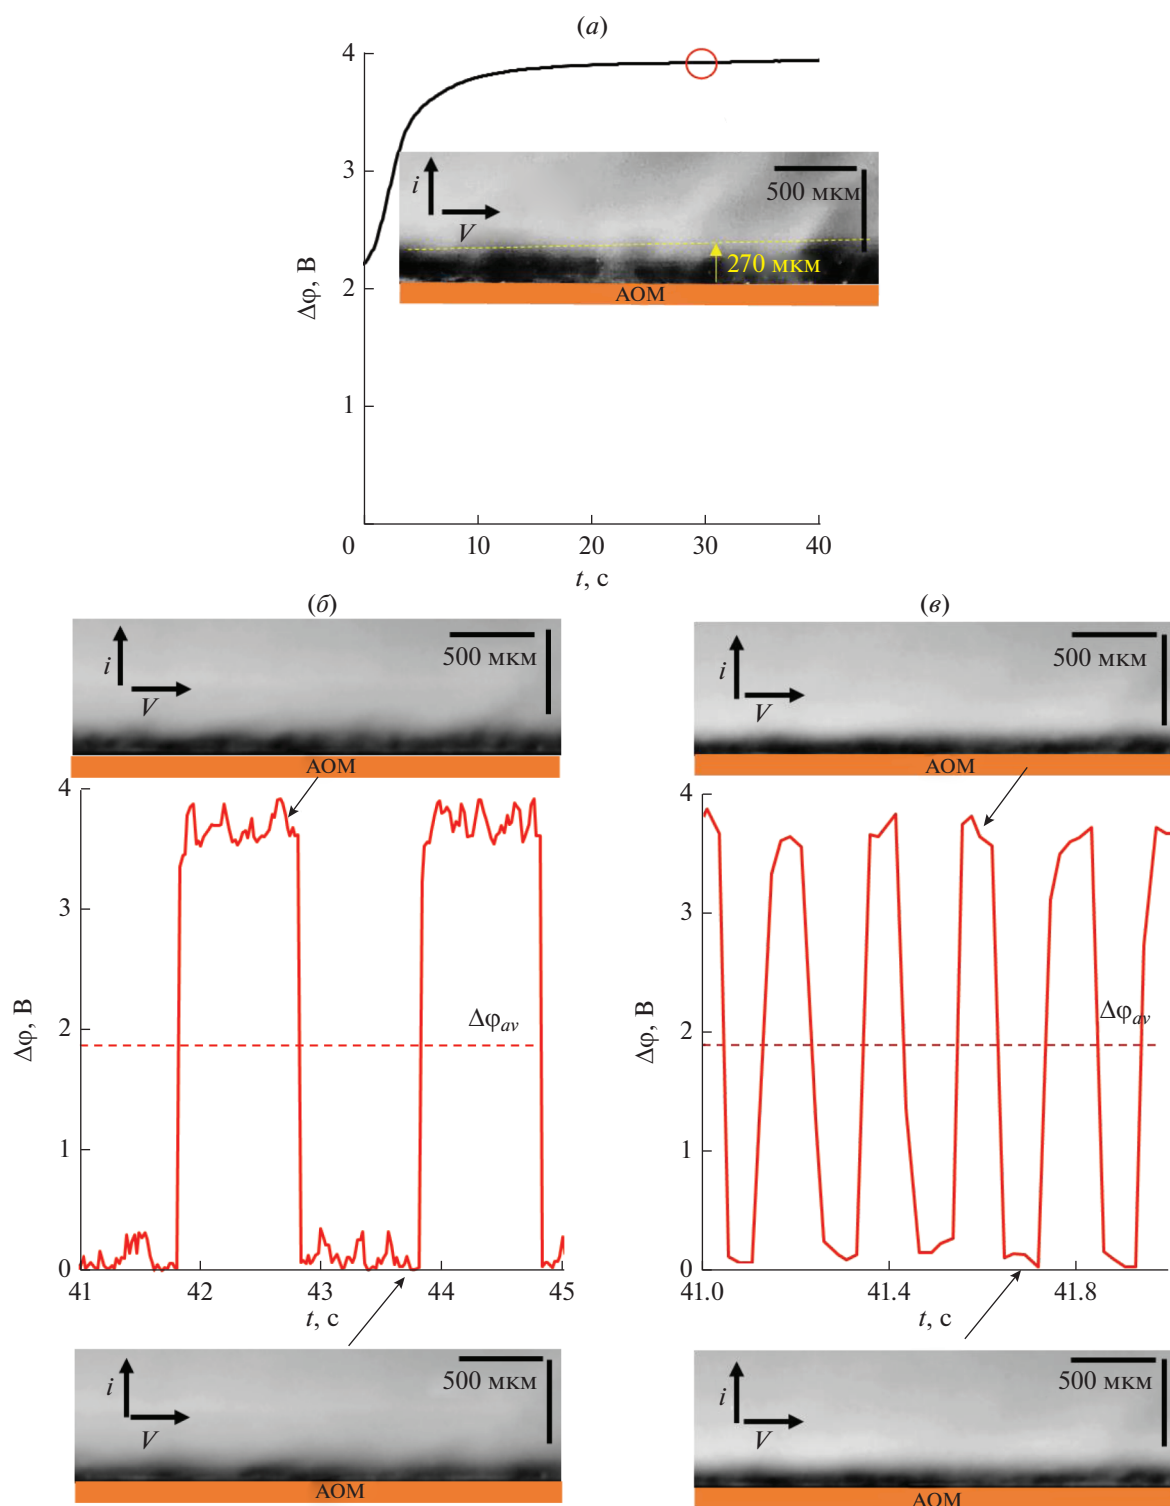 (а)
4
3
2
1
0
10
20
30
40
Δφ, В
t, с
i
V
500 мкм
270 мкм
АОМ
(б)
i
V
500 мкм
АОМ
4
3
2
1
0
41
42
43
44
45
Δφ, В
Δφav
t, с
i
V
500 мкм
АОМ
(в)
i
V
500 мкм
АОМ
4
3
2
1
0
41.0
41.4
41.8
Δφ, В
Δφav
t, с
i
V
500 мкм
АОМ